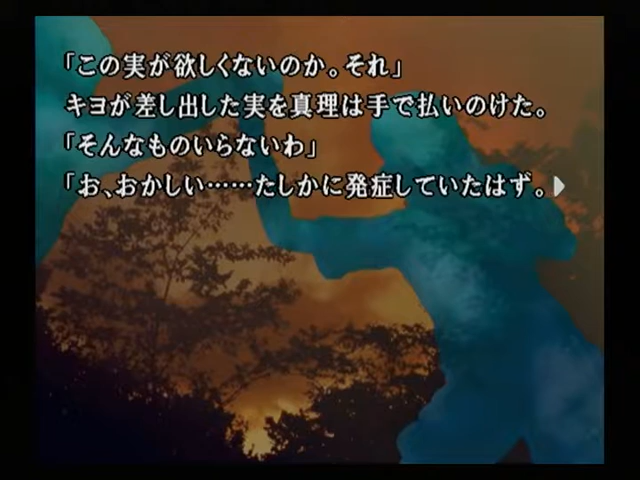 「この実が欲しくないのか。それ」
キヨが差し出した実を真理は手で払いのけた。
「そんなものいらないわ」
「お、おかしい……たしかに発症していたはず。